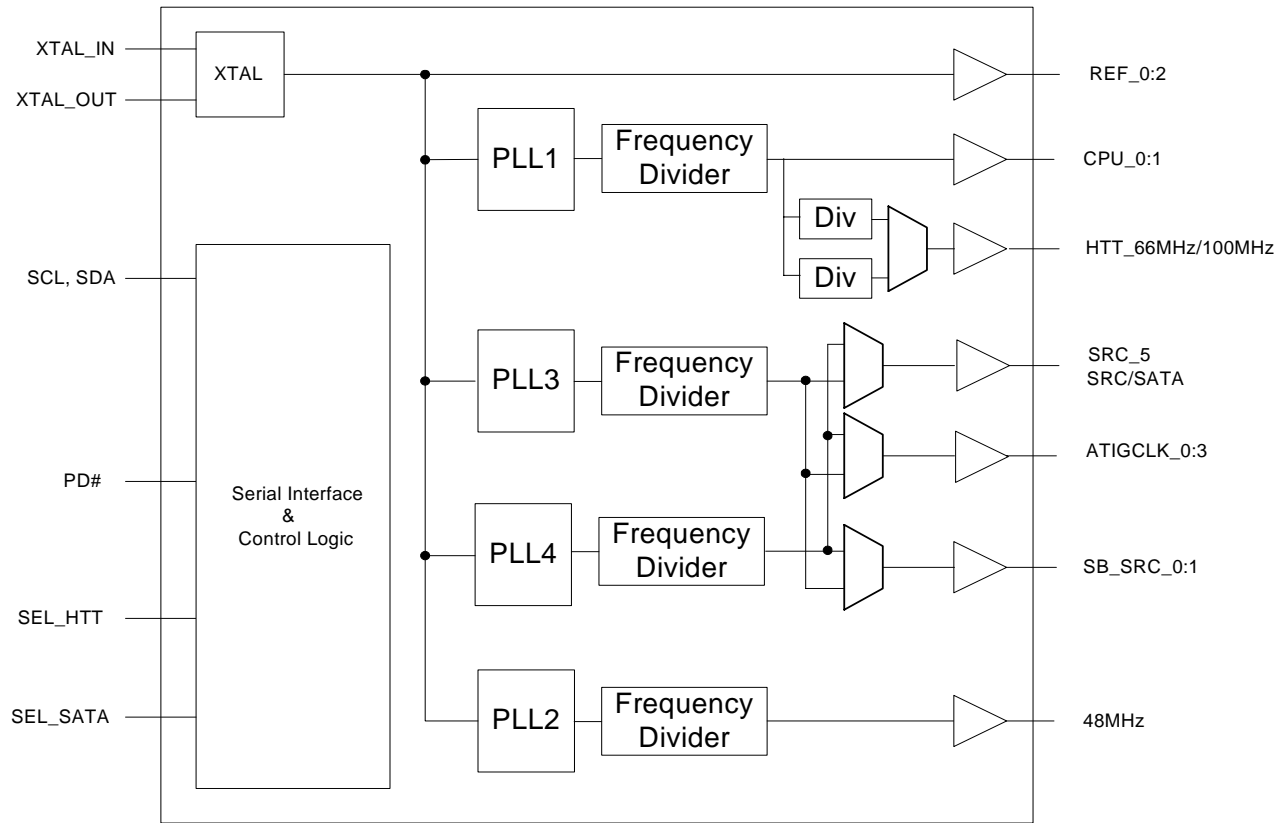 XTAL_IN
XTAL
REF_0:2
XTAL_OUT
PLL1
Frequency
Divider
CPU_0:1
Div
HTT_66MHz/100MHz
Div
SCL, SDA
PLL3
Frequency
Divider
SRC_5
SRC/SATA
ATIGCLK_0:3
PD#
Serial Interface
&
Control Logic
PLL4
Frequency
Divider
SB_SRC_0:1
SEL_HTT
SEL_SATA
PLL2
Frequency
Divider
48MHz